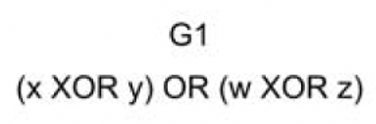 G1
(x XOR y) OR (w XOR z)